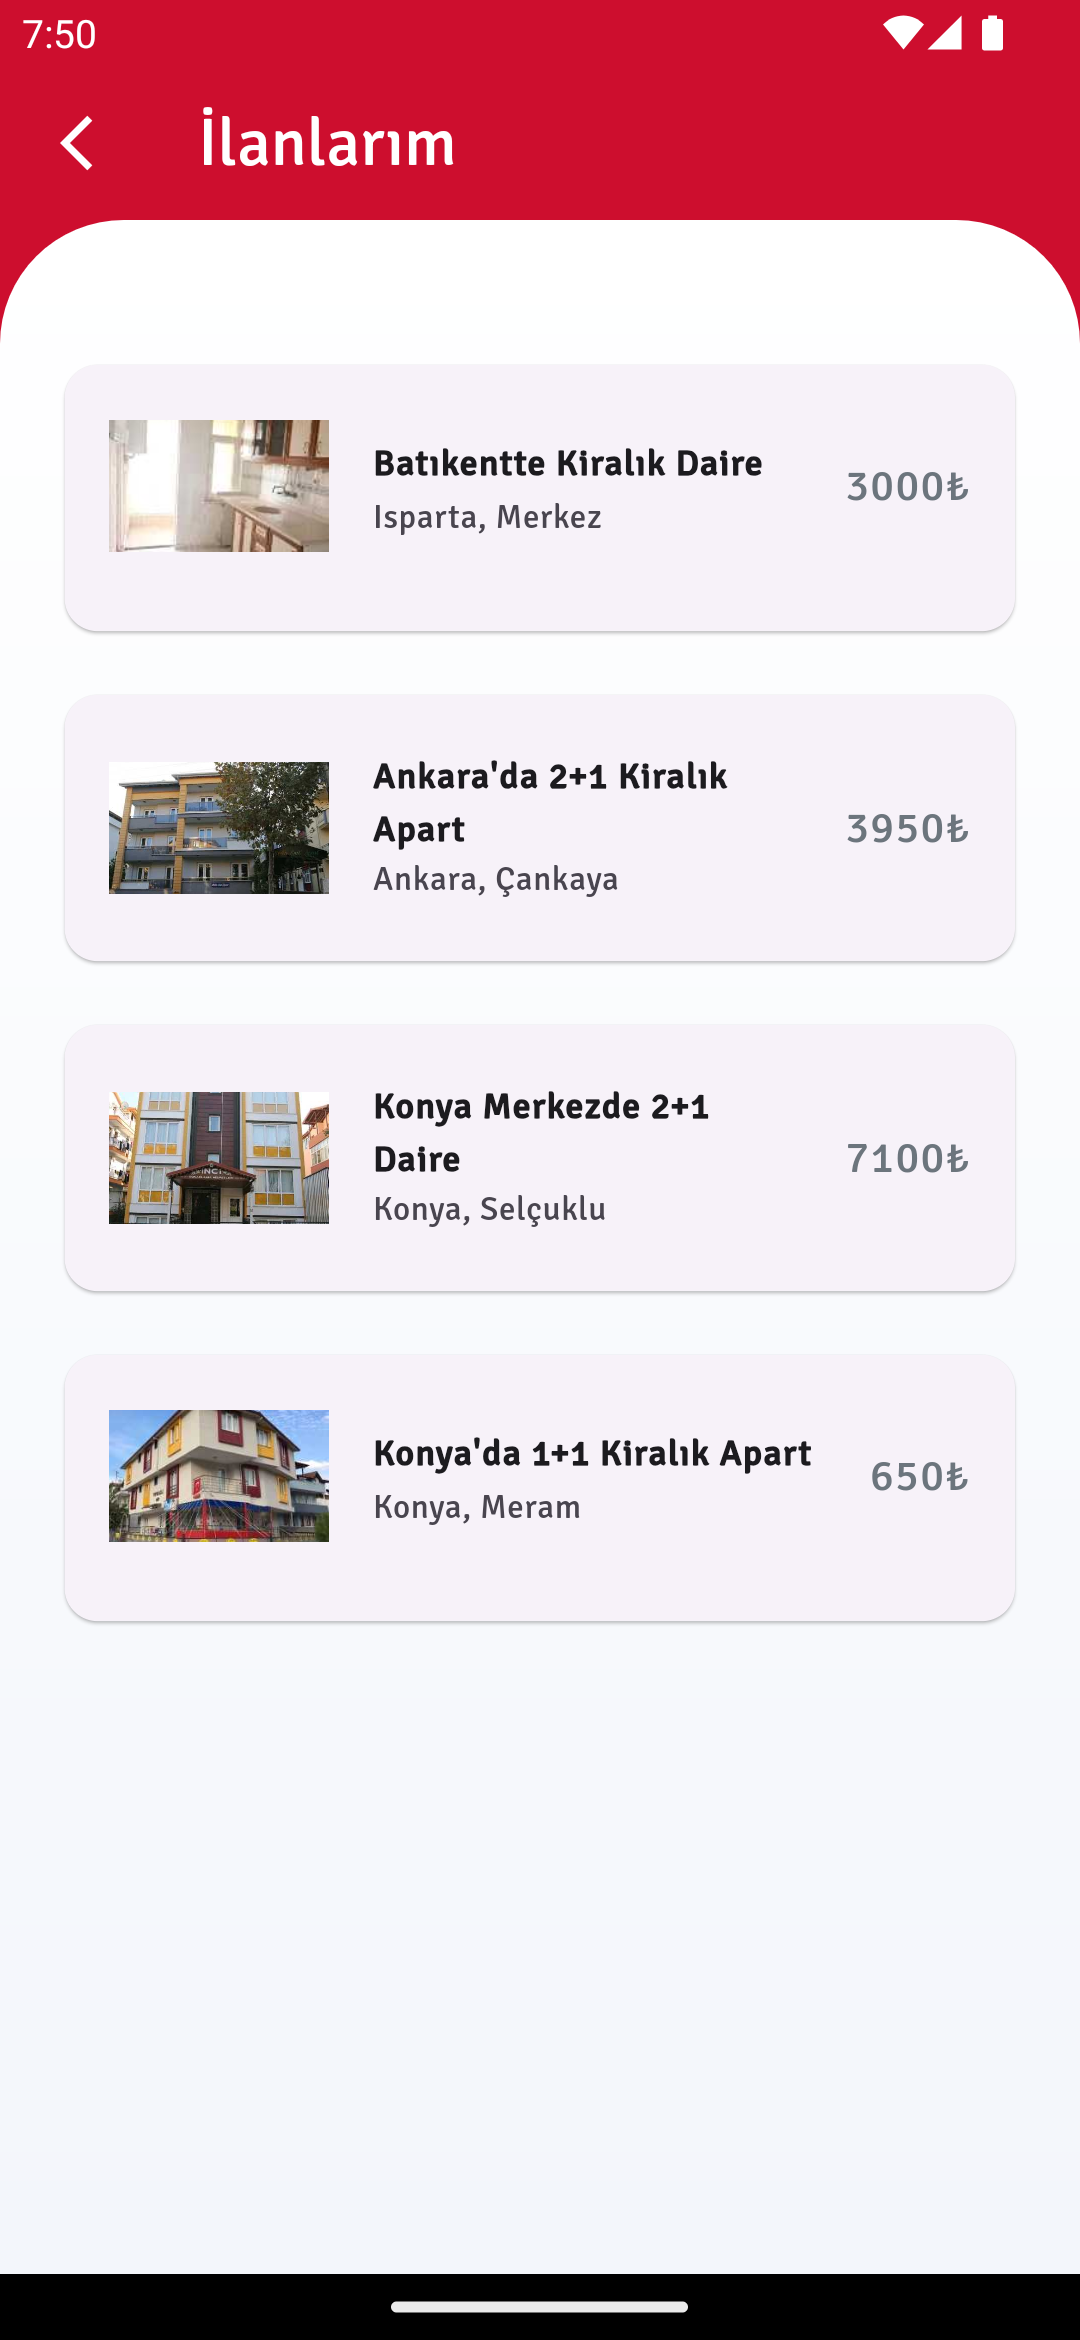 7:50
İlanlarım
Batıkentte Kiralık Daire
Isparta, Merkez
3000₺
Ankara'da 2+1 Kiralık
Apart
Ankara, Çankaya
3950₺
Konya Merkezde 2+1
Daire
Konya, Selçuklu
7100₺
Konya'da 1+1 Kiralık Apart
Konya, Meram
650₺